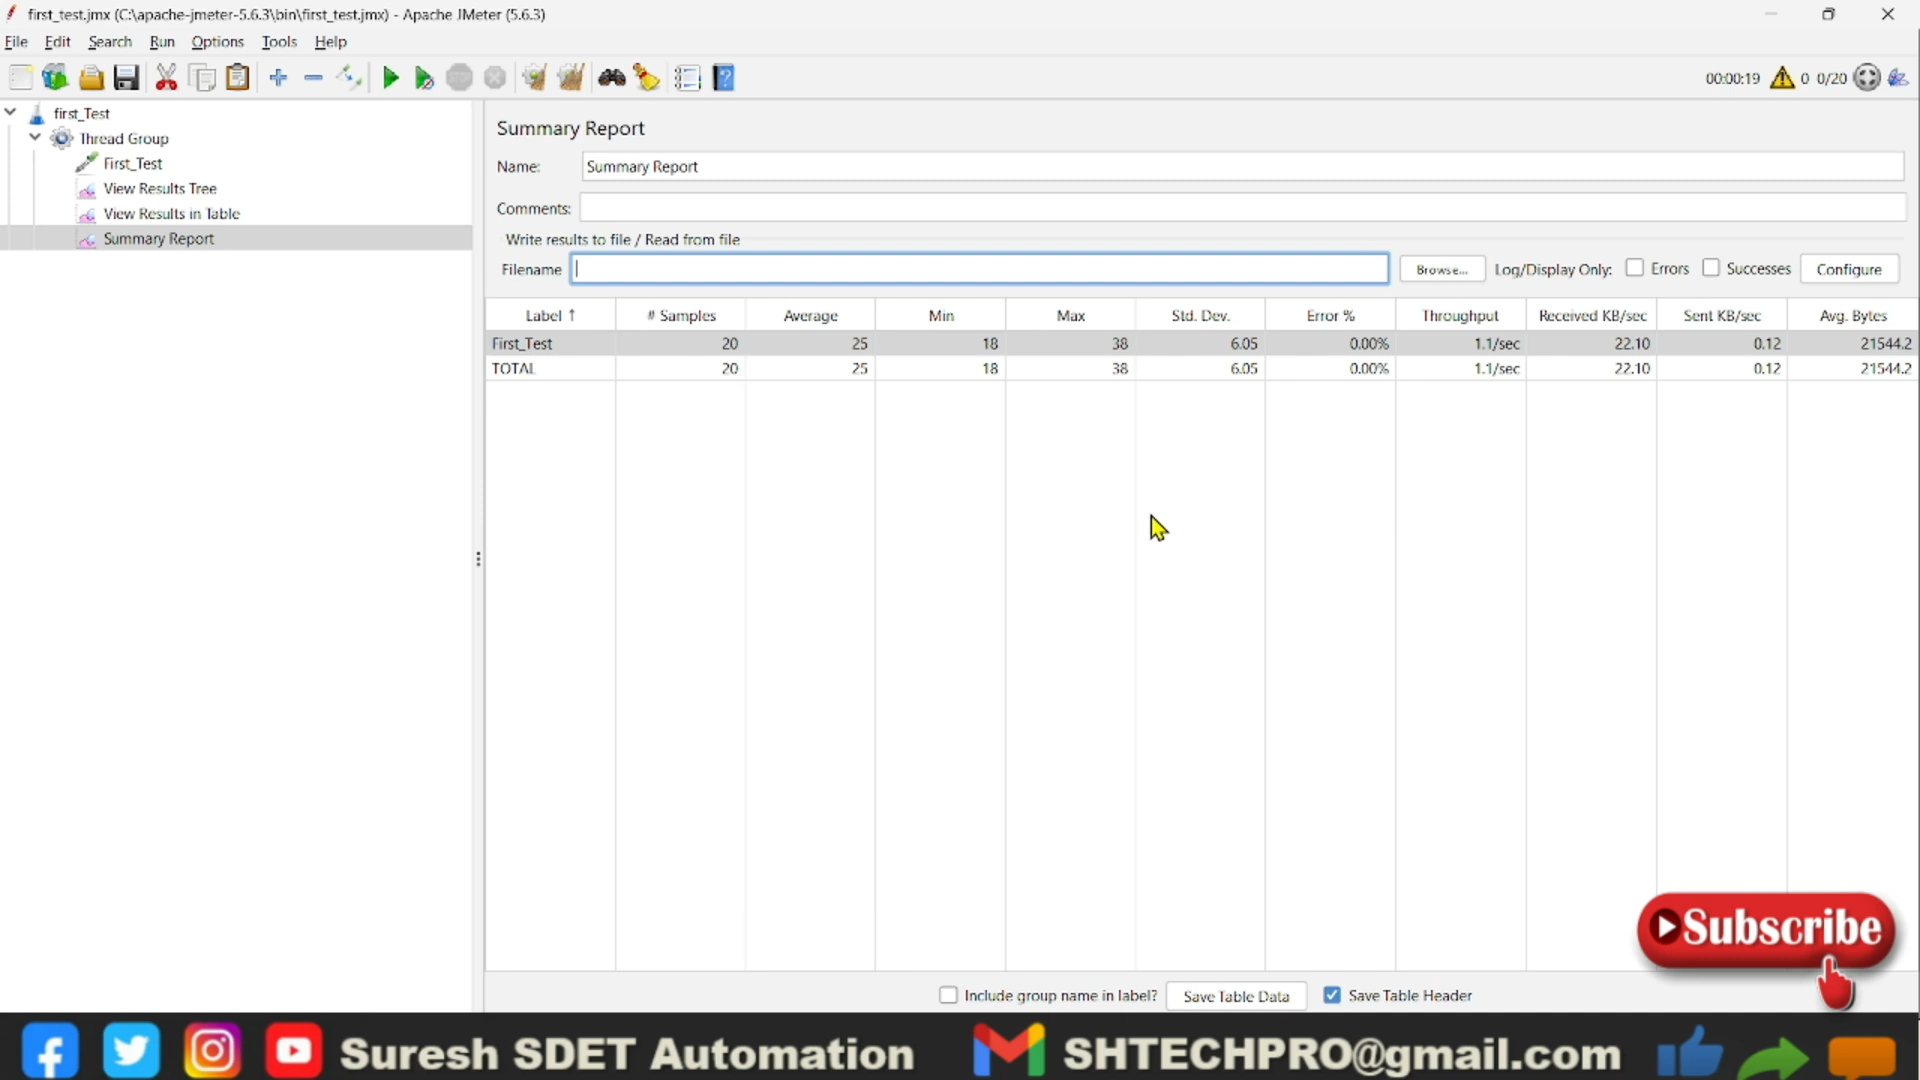 first_test.jmx (C:\apache-jmeter-5.6.3\bin\first_test.jmx) - Apache JMeter (5.6.3)
File Edit Search Run Options Tools Help
00:00:19 0 0/20
first_Test
Thread Group
First_Test
View Results Tree
View Results in Table
Summary Report
Summary Report
Name: Summary Report
Comments:
Write results to file / Read from file
Filename Browse... Log/Display Only: Errors Successes Configure
Label ↑ # Samples Average Min Max Std. Dev. Error % Throughput Received KB/sec Sent KB/sec Avg. Bytes
First_Test 20 25 18 38 6.05 0.00% 1.1/sec 22.10 0.12 21544.2
TOTAL 20 25 18 38 6.05 0.00% 1.1/sec 22.10 0.12 21544.2
Subscribe
Include group name in label? Save Table Data Save Table Header
Suresh SDET Automation SHTECHPRO@gmail.com